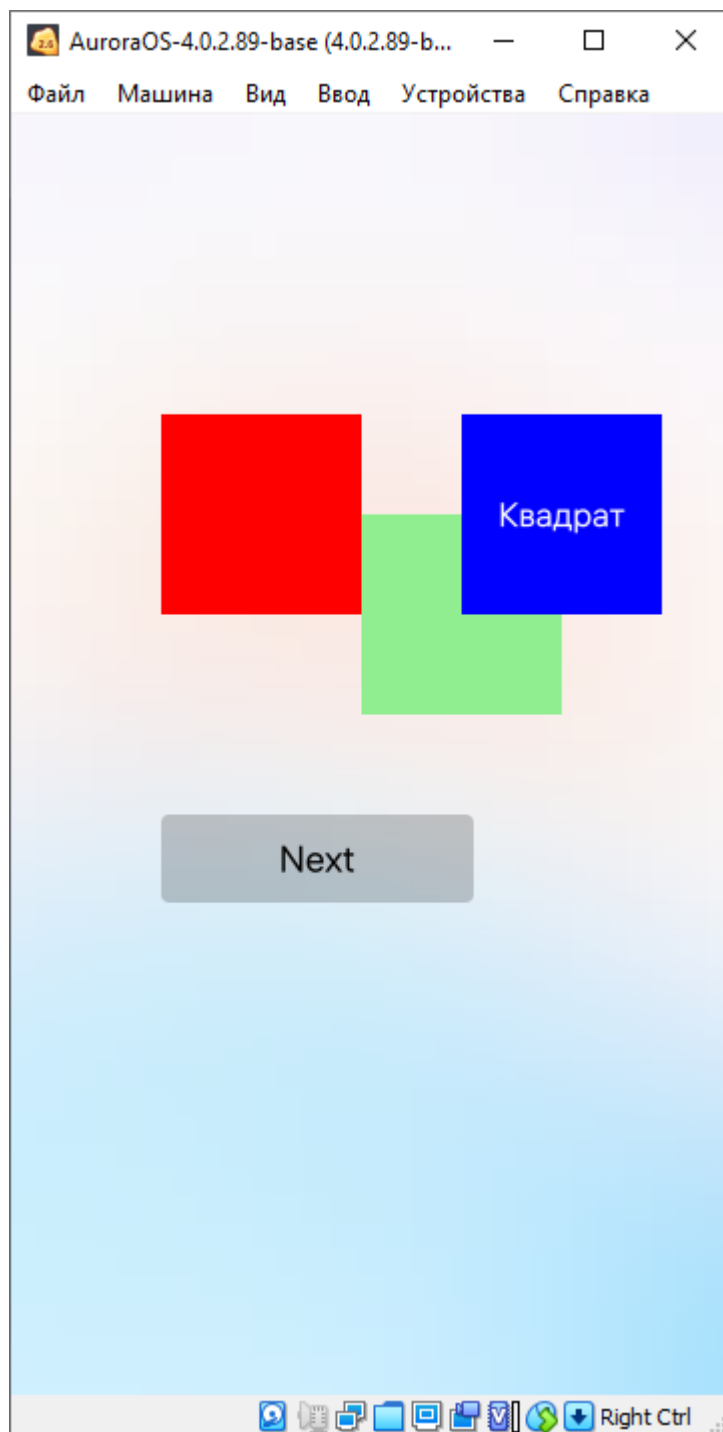 AuroraOS-4.0.2.89-base (4.0.2.89-b...
Файл Машина Вид Ввод Устройства Справка
Квадрат
Next
Right Ctrl